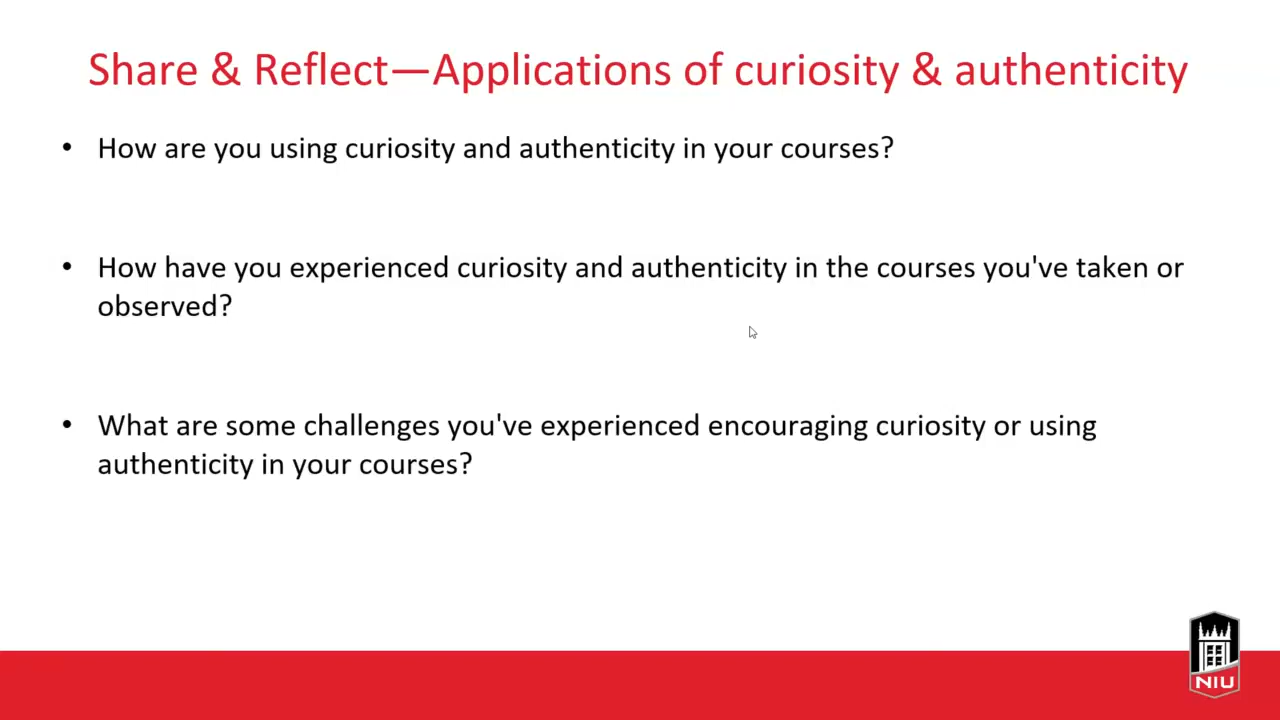 Share & Reflect—Applications of curiosity & authenticity
• How are you using curiosity and authenticity in your courses?
• How have you experienced curiosity and authenticity in the courses you've taken or
observed?
• What are some challenges you've experienced encouraging curiosity or using
authenticity in your courses?
NIU